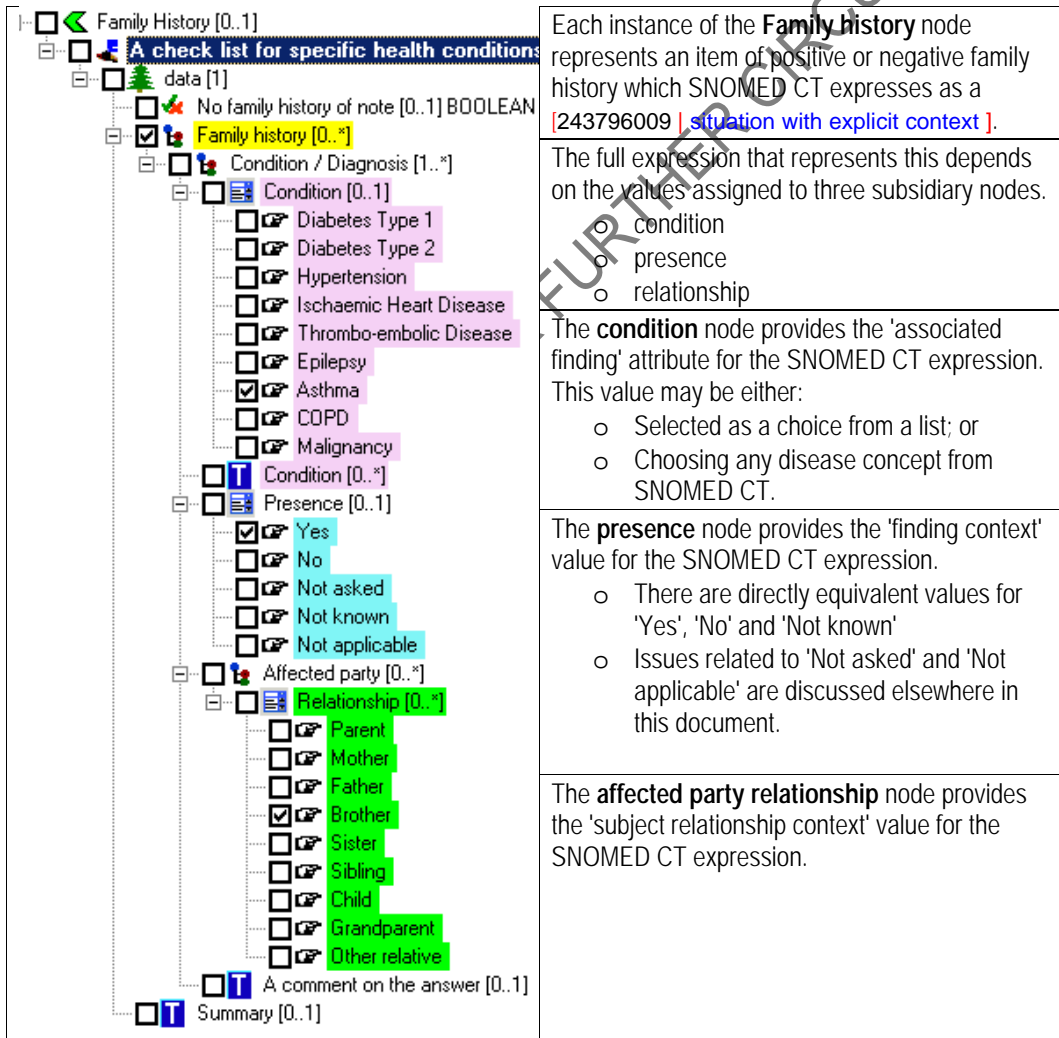 Family History [0..1]
A check list for specific health conditions
data [1]
No family history of note [0..1] BOOLEAN
Family history [0..*]
Condition / Diagnosis [1..*]
Condition [0..1]
Diabetes Type 1
Diabetes Type 2
Hypertension
Ischaemic Heart Disease
Thrombo-embolic Disease
Epilepsy
Asthma
COPD
Malignancy
T Condition [0..*]
Presence [0..1]
Yes
No
Not asked
Not known
Not applicable
Affected party [0..*]
Relationship [0..*]
Parent
Mother
Father
Brother
Sister
Sibling
Child
Grandparent
Other relative
T A comment on the answer [0..1]
T Summary [0..1]
Each instance of the Family history node
represents an item of positive or negative family
history which SNOMED CT expresses as a
[243796009 | situation with explicit context ].
The full expression that represents this depends
on the values assigned to three subsidiary nodes.
o condition
o presence
o relationship
The condition node provides the 'associated
finding' attribute for the SNOMED CT expression.
This value may be either:
o Selected as a choice from a list; or
o Choosing any disease concept from
SNOMED CT.
The presence node provides the 'finding context'
value for the SNOMED CT expression.
o There are directly equivalent values for
'Yes', 'No' and 'Not known'
o Issues related to 'Not asked' and 'Not
applicable' are discussed elsewhere in
this document.
The affected party relationship node provides
the 'subject relationship context' value for the
SNOMED CT expression.
FURTHER